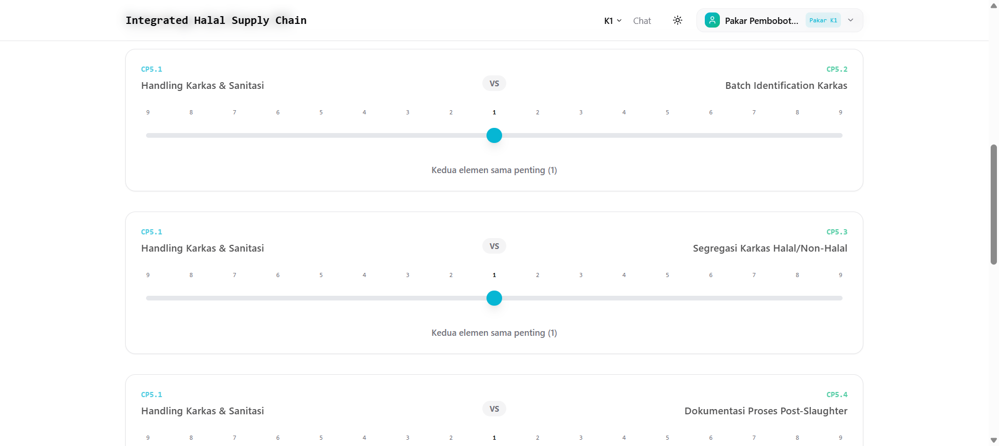 Integrated Halal Supply Chain
K1
Chat
Pakar Pembobot...
Pakar K1
CP5.1
CP5.2
Handling Karkas & Sanitasi
VS
Batch Identification Karkas
9 8 7 6 5 4 3 2 1 2 3 4 5 6 7 8 9
Kedua elemen sama penting (1)
CP5.1
CP5.3
Handling Karkas & Sanitasi
VS
Segregasi Karkas Halal/Non-Halal
9 8 7 6 5 4 3 2 1 2 3 4 5 6 7 8 9
Kedua elemen sama penting (1)
CP5.1
CP5.4
Handling Karkas & Sanitasi
VS
Dokumentasi Proses Post-Slaughter
9 8 7 6 5 4 3 2 1 2 3 4 5 6 7 8 9